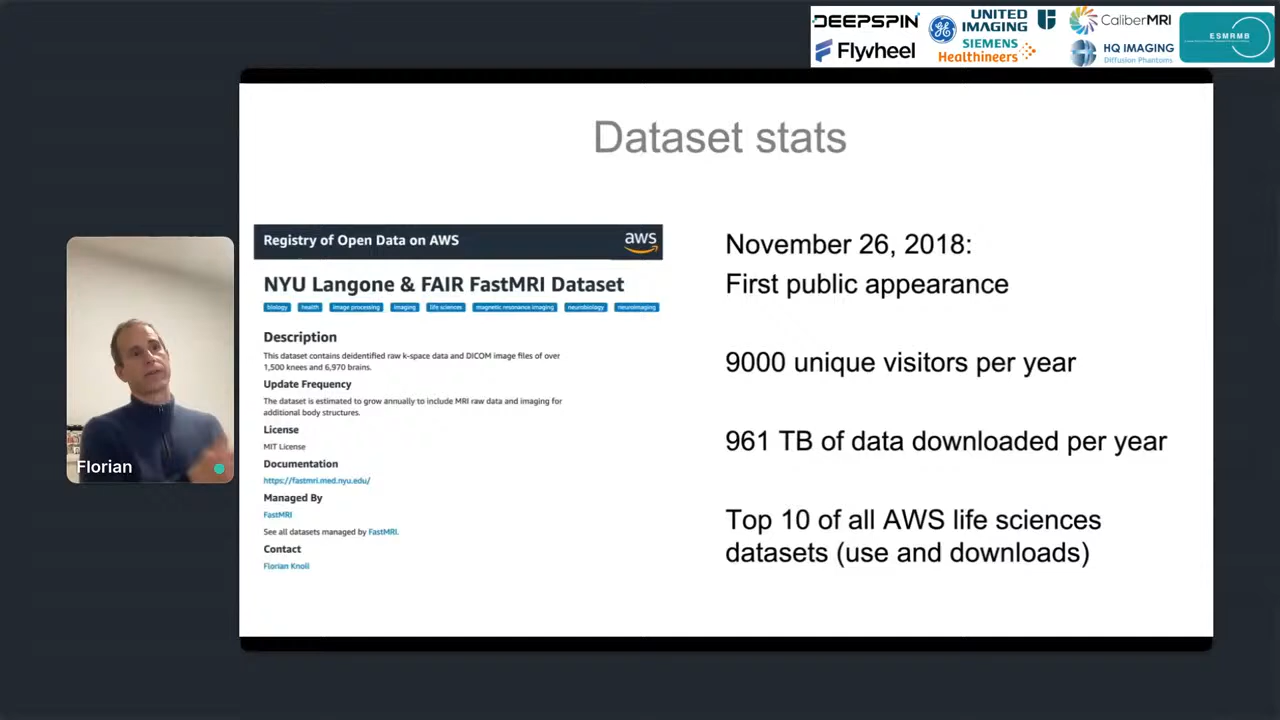 DEEPSPIN
UNITED IMAGING
CaliberMRI
ESMRMB
Flywheel
SIEMENS Healthineers
HQ IMAGING
Diffusion Phantoms
Dataset stats
Registry of Open Data on AWS
aws
NYU Langone & FAIR FastMRI Dataset
biology health image processing imaging life sciences magnetic resonance imaging neurobiology neuroimaging
Description
This dataset contains deidentified raw k-space data and DICOM image files of over
1,500 knees and 6,970 brains.
Update Frequency
The dataset is estimated to grow annually to include MRI raw data and imaging for
additional body structures.
License
MIT License
Documentation
https://fastmri.med.nyu.edu/
Managed By
FastMRI
See all datasets managed by FastMRI.
Contact
Florian Knoll
November 26, 2018:
First public appearance
9000 unique visitors per year
961 TB of data downloaded per year
Top 10 of all AWS life sciences
datasets (use and downloads)
Florian